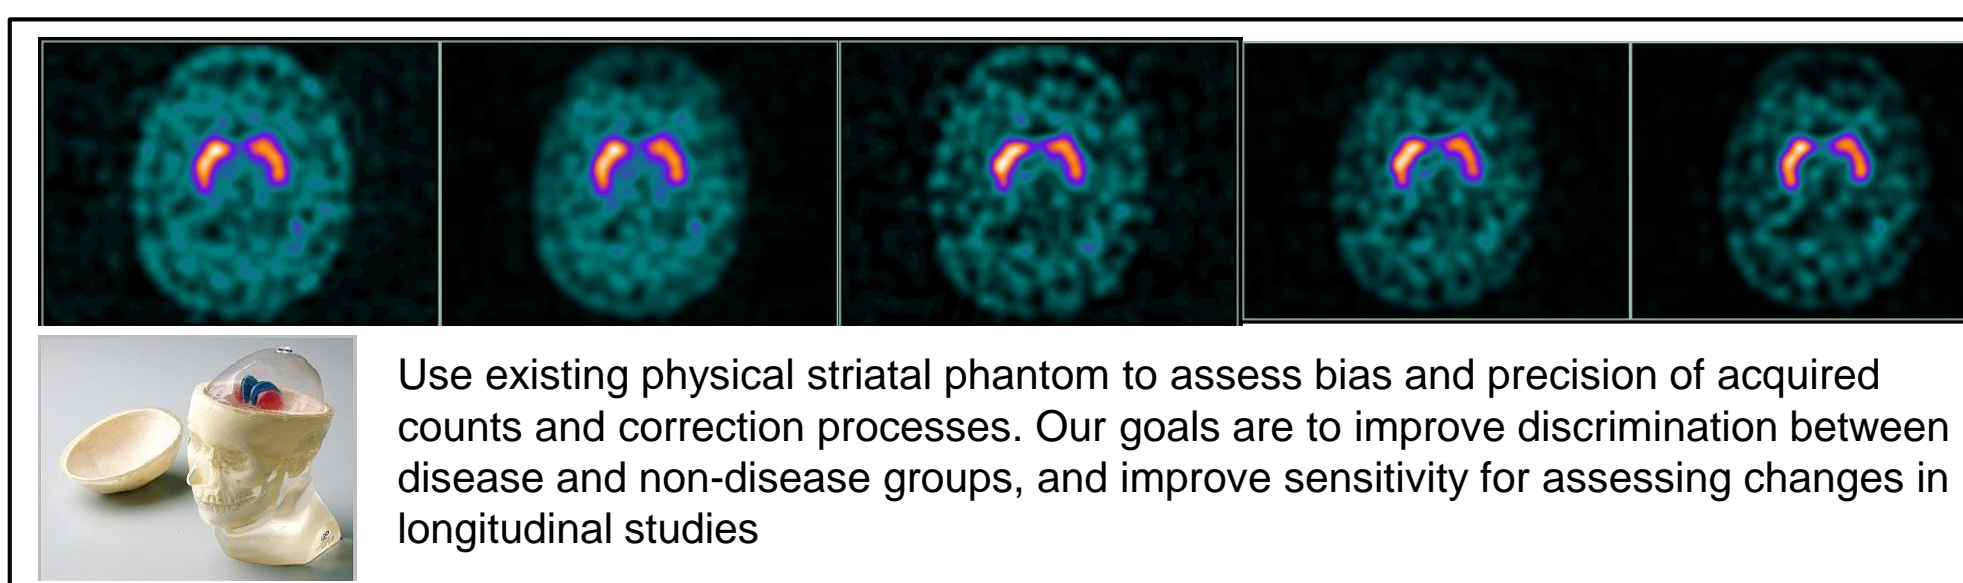 Use existing physical striatal phantom to assess bias and precision of acquired
counts and correction processes. Our goals are to improve discrimination between
disease and non-disease groups, and improve sensitivity for assessing changes in
longitudinal studies